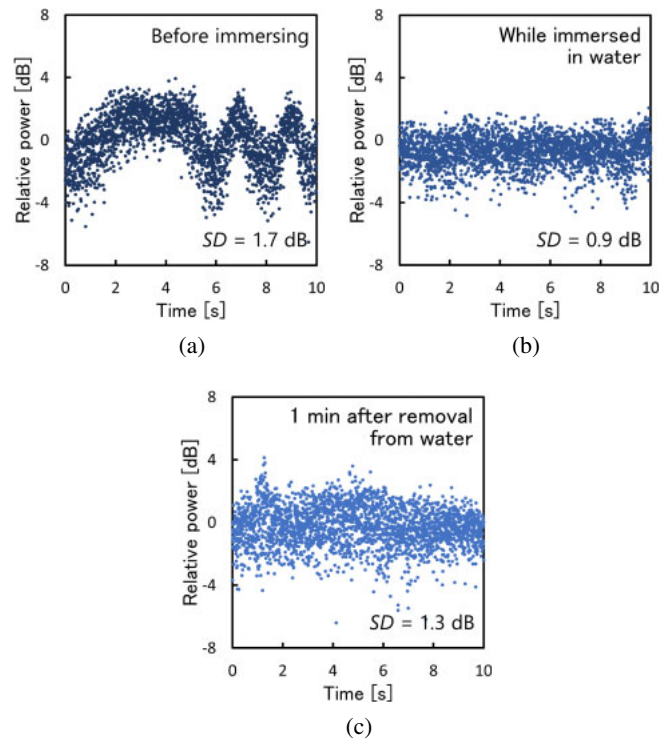 Before immersing
Relative power [dB]
8
4
0
-4
-8
SD = 1.7 dB
0 2 4 6 8 10
Time [s]
(a)
While immersed
in water
Relative power [dB]
8
4
0
-4
-8
SD = 0.9 dB
0 2 4 6 8 10
Time [s]
(b)
1 min after removal
from water
Relative power [dB]
8
4
0
-4
-8
SD = 1.3 dB
0 2 4 6 8 10
Time [s]
(c)